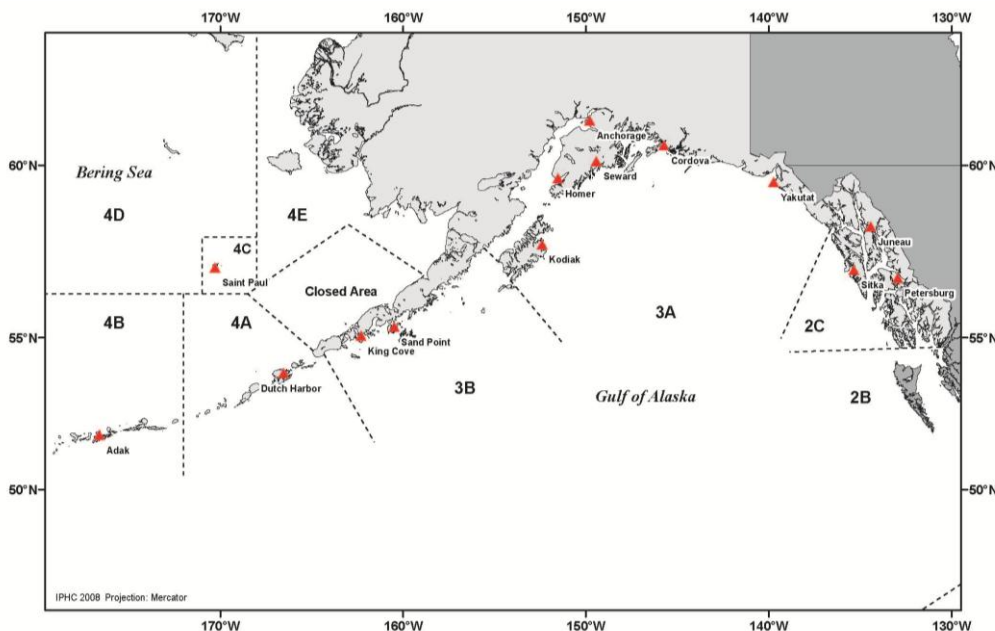 170°W 160°W 150°W 140°W 130°W
Anchorage
Cordova
60°N 60°N
Seward
Bering Sea
Homer
Yakutat
4D 4E
4C
Juneau
Kodiak
Saint Paul
Sitka
Closed Area
Petersburg
4B 4A 3A
2C
55°N 55°N
King Cove Sand Point
Dutch Harbor
3B Gulf of Alaska 2B
Adak
50°N 50°N
IPHC 2008 Projection: Mercator
170°W 160°W 150°W 140°W 130°W